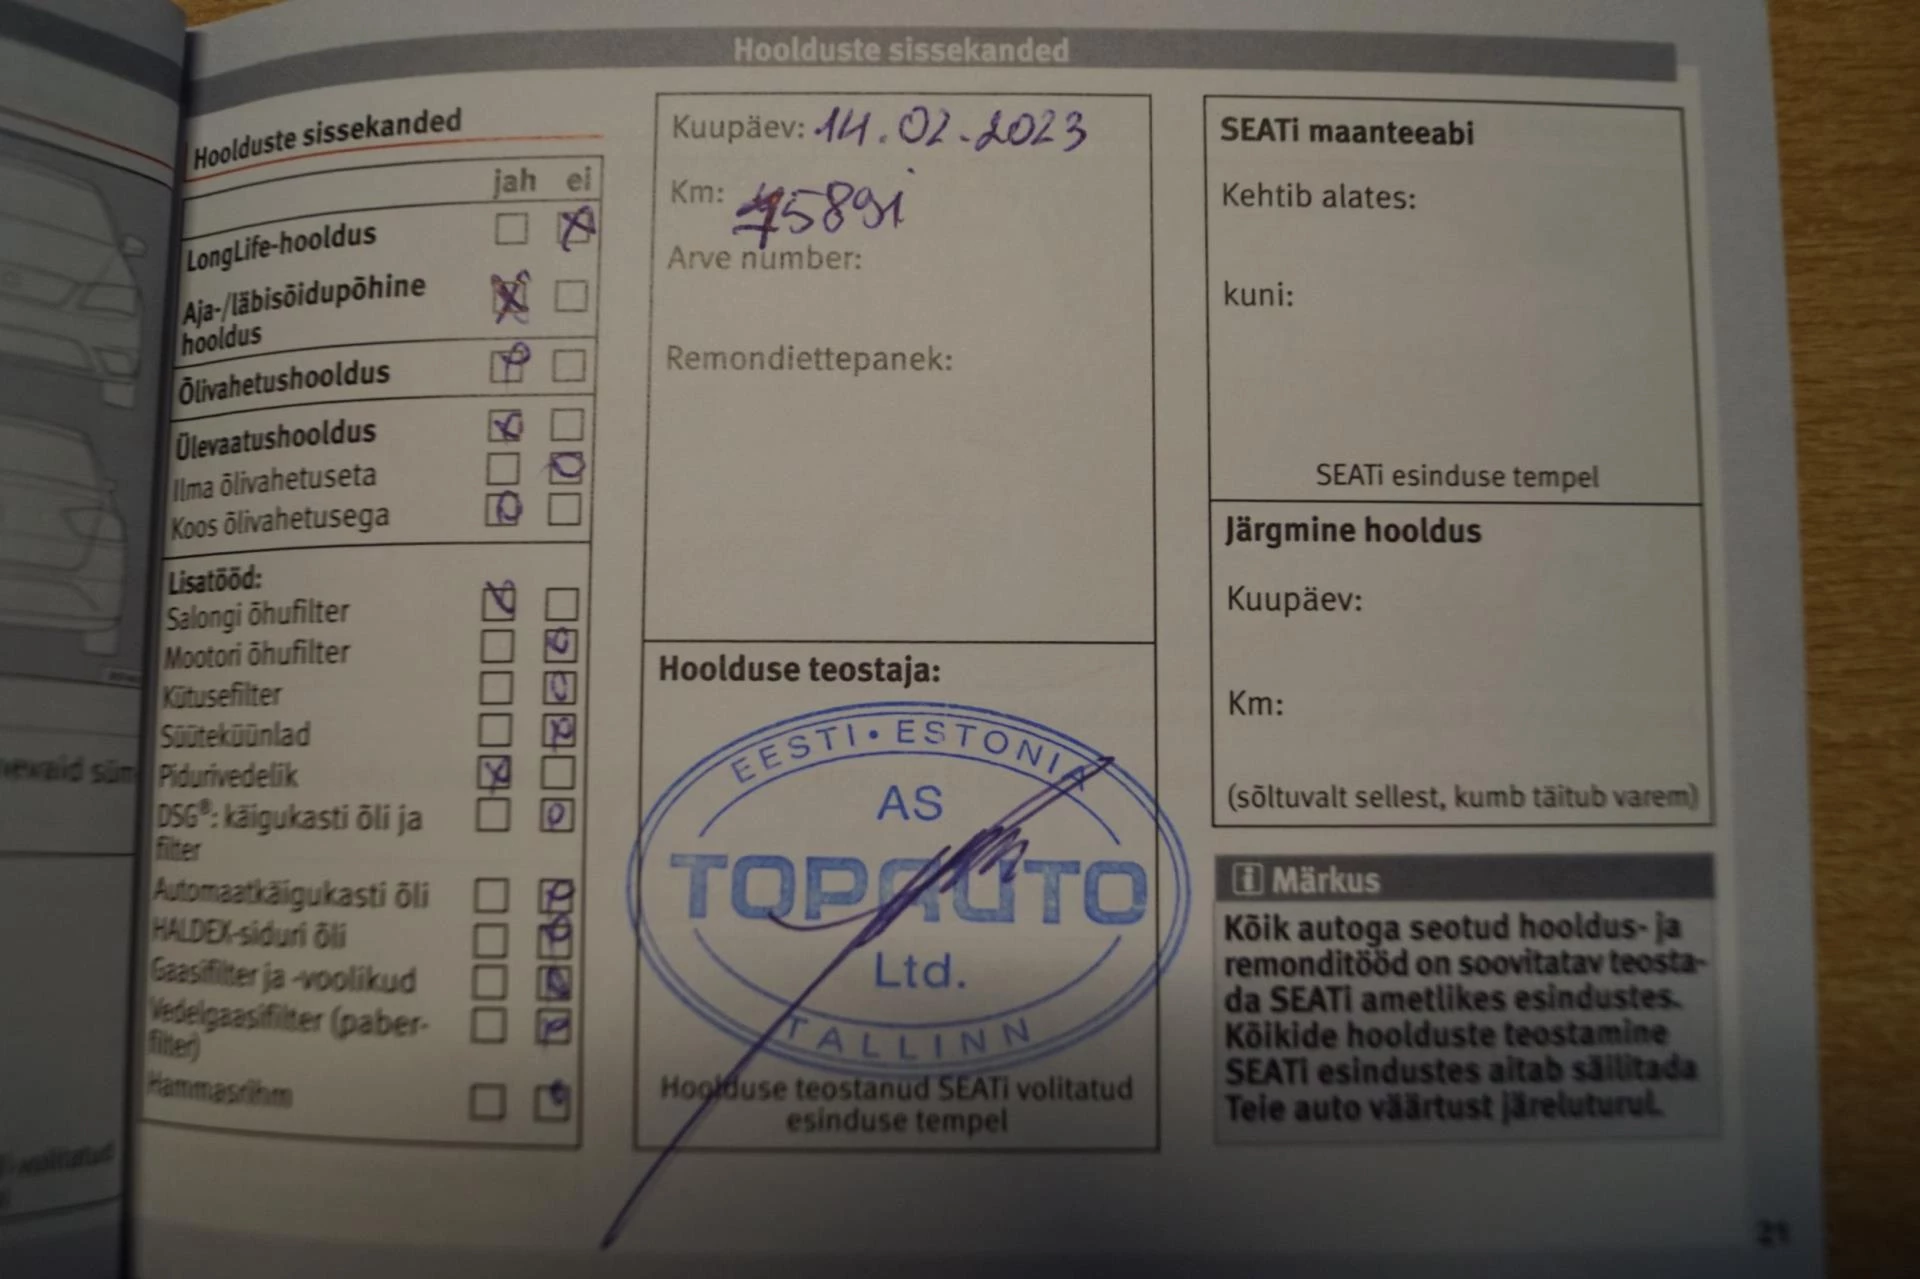 Hoolduste sissekanded
Hoolduste sissekanded
jah ei
LongLife-hooldus
Aja-/läbisõidupõhine
hooldus
Õlivahetushooldus
Ülevaatushooldus
Ilma õlivahetuseta
Koos õlivahetusega
Lisatööd:
Salongi õhufilter
Mootori õhufilter
Kütusefilter
Süüteküünlad
Pidurivedelik
DSG®: käigukasti õli ja
filter
Automaatkäigukasti õli
HALDEX-siduri õli
Gaasifilter ja -voolikud
Vedelgaasifilter (paber-
filter)
Hammasrihm
Kuupäev: 14.02.2023
Km: 75891
Arve number:
Remondiettepanek:
Hoolduse teostaja:
EESTI • ESTONIA
AS
TOPAUTO
Ltd.
TALLINN
Hoolduse teostanud SEATi volitatud
esinduse tempel
SEATi maanteeabi
Kehtib alates:
kuni:
SEATi esinduse tempel
Järgmine hooldus
Kuupäev:
Km:
(sõltuvalt sellest, kumb täitub varem)
Märkus
Kõik autoga seotud hooldus- ja
remonditööd on soovitatav teosta-
da SEATi ametlikes esindustes.
Kõikide hoolduste teostamine
SEATi esindustes aitab säilitada
Teie auto väärtust järeluturul.
21